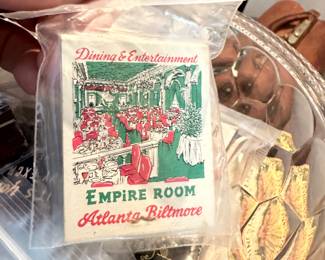 Dining & Entertainment
EMPiRE ROOM
Atlanta Biltmore